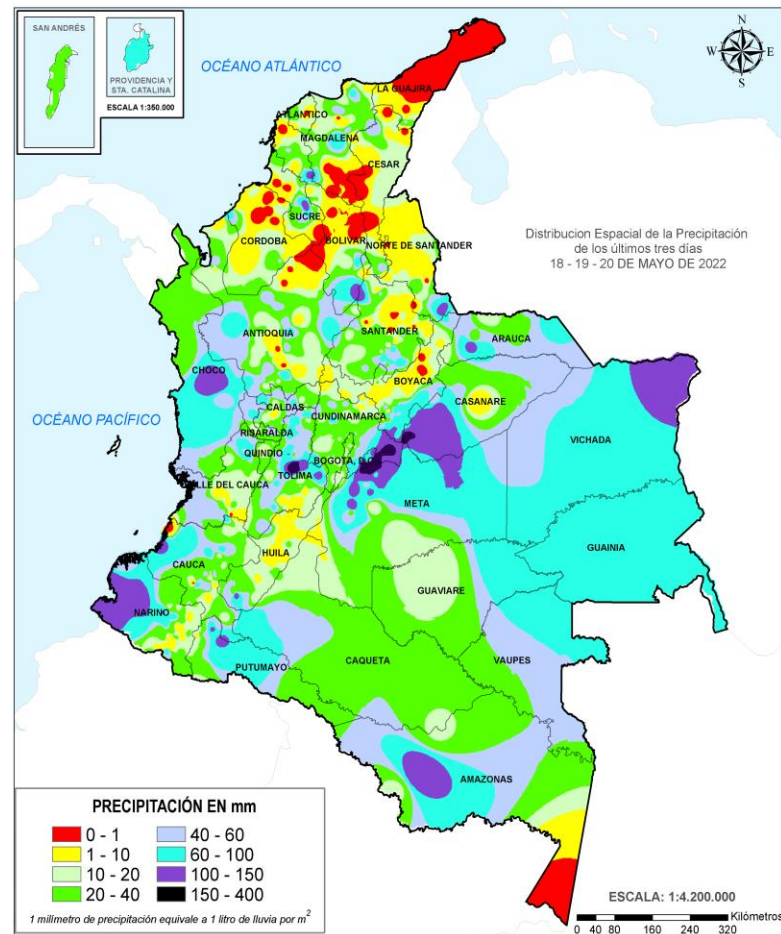 SAN ANDRÉS
PROVIDENCIA Y
STA. CATALINA
ESCALA 1:350.000
OCÉANO ATLÁNTICO
N
W
E
S
LA GUAJIRA
ATLANTICO
MAGDALENA
CESAR
SUCRE
CORDOBA
BOLIVAR
NORTE DE SANTANDER
Distribucion Espacial de la Precipitación
de los últimos tres días
18 - 19 - 20 DE MAYO DE 2022
ANTIOQUIA
SANTANDER
ARAUCA
CHOCO
BOYACA
CASANARE
OCÉANO PACÍFICO
CALDAS
CUNDINAMARCA
RISARALDA
VICHADA
QUINDIO
BOGOTA, D.C.
TOLIMA
VALLE DEL CAUCA
META
GUAINIA
HUILA
CAUCA
GUAVIARE
NARINO
PUTUMAYO
CAQUETA
VAUPES
AMAZONAS
PRECIPITACIÓN EN mm
0 - 1
40 - 60
1 - 10
60 - 100
10 - 20
100 - 150
20 - 40
150 - 400
1 milímetro de precipitación equivale a 1 litro de lluvia por m²
ESCALA: 1:4.200.000
Kilómetros
0 40 80 160 240 320